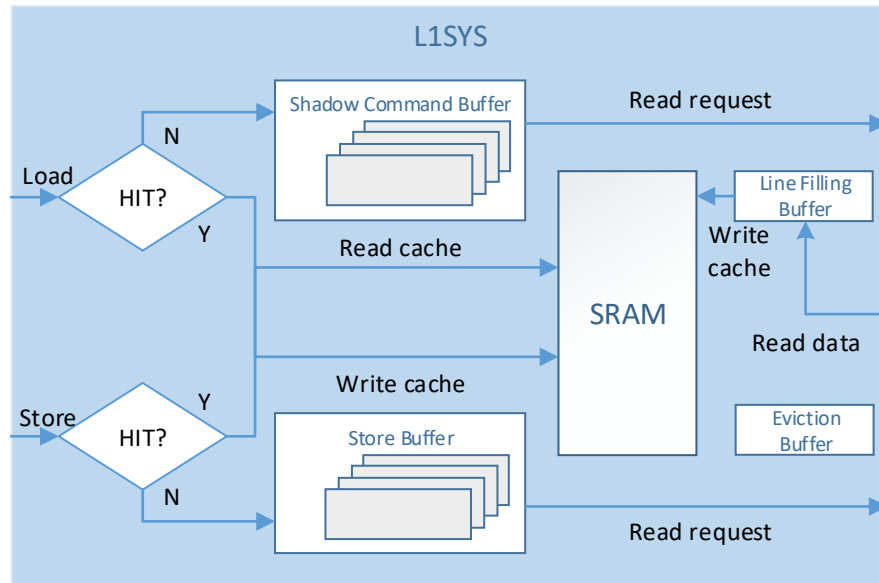 L1SYS
Shadow Command Buffer
Read request
N
Load
HIT?
Y
Line Filling
Buffer
Write
cache
Read cache
SRAM
Read data
Write cache
Y
Store
HIT?
N
Store Buffer
Eviction
Buffer
Read request